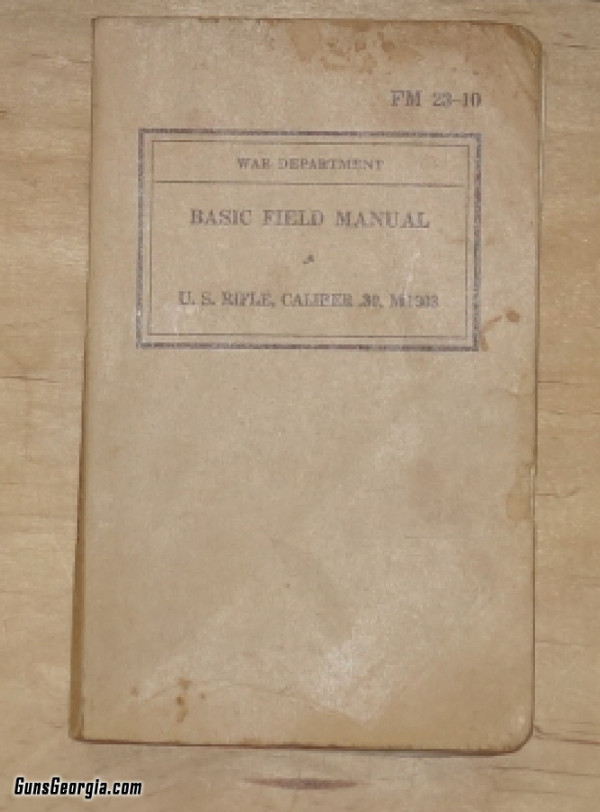 FM 23-10
WAR DEPARTMENT
BASIC FIELD MANUAL
U. S. RIFLE, CALIBER .30, M1903
GunsGeorgia.com